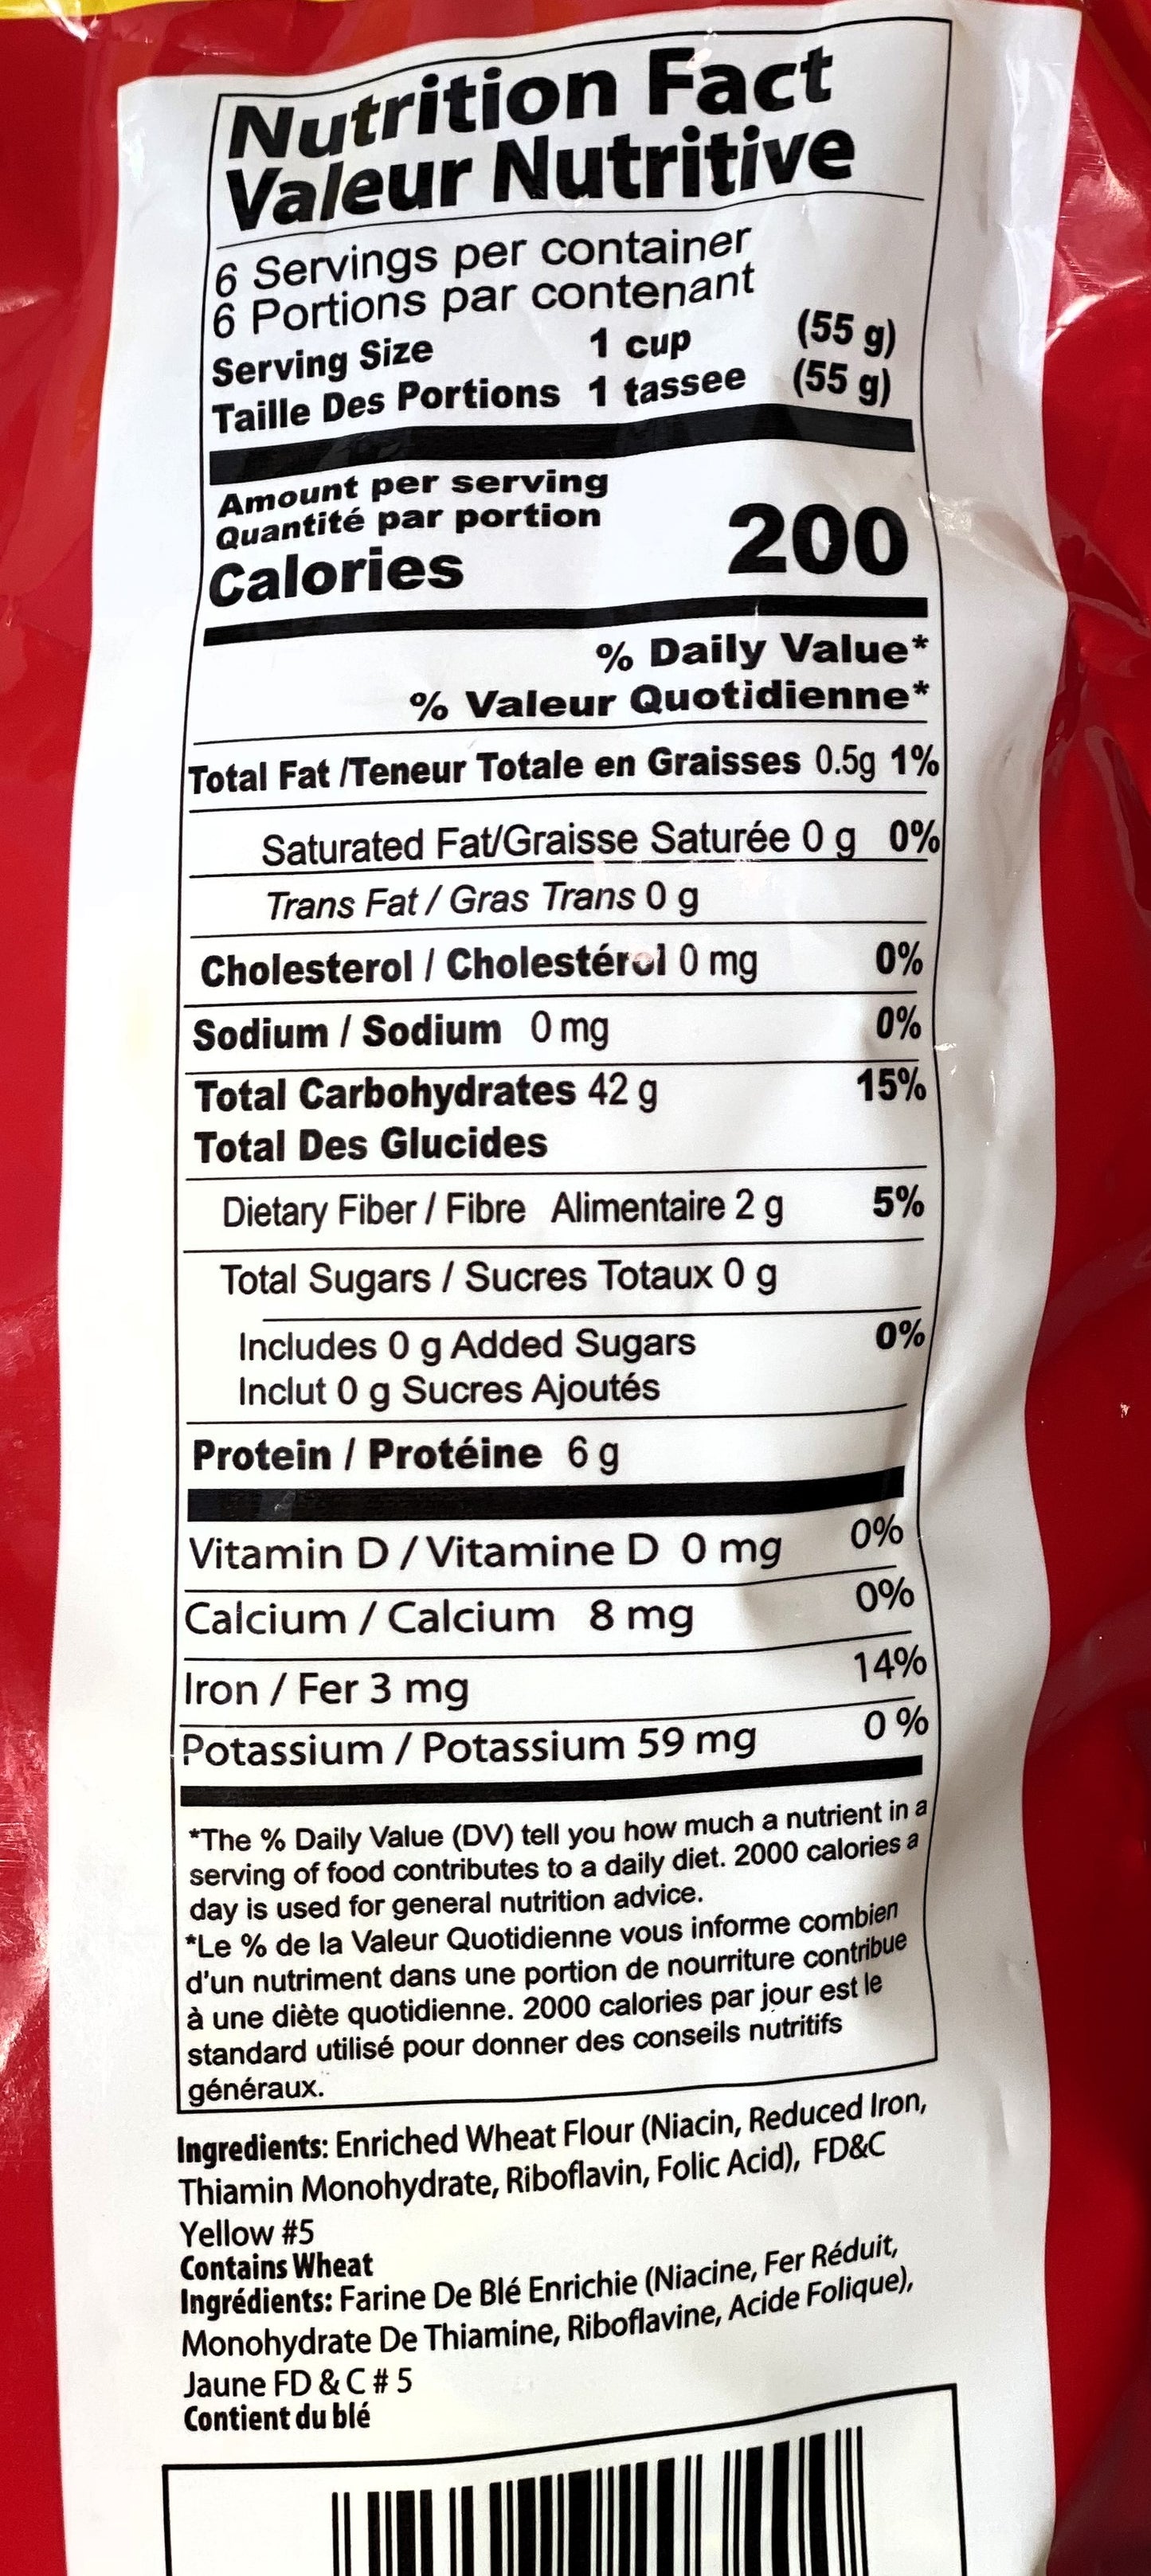 Nutrition Fact
Valeur Nutritive
6 Servings per container
6 Portions par contenant
Serving Size 1 cup (55 g)
Taille Des Portions 1 tassee (55 g)
Amount per serving
Quantité par portion
Calories 200
% Daily Value*
% Valeur Quotidienne*
Total Fat /Teneur Totale en Graisses 0.5g 1%
Saturated Fat/Graisse Saturée 0 g 0%
Trans Fat / Gras Trans 0 g
Cholesterol / Cholestérol 0 mg 0%
Sodium / Sodium 0 mg 0%
Total Carbohydrates 42 g 15%
Total Des Glucides
Dietary Fiber / Fibre Alimentaire 2 g 5%
Total Sugars / Sucres Totaux 0 g
Includes 0 g Added Sugars 0%
Inclut 0 g Sucres Ajoutés
Protein / Protéine 6 g
Vitamin D / Vitamine D 0 mg 0%
Calcium / Calcium 8 mg 0%
Iron / Fer 3 mg 14%
Potassium / Potassium 59 mg 0 %
*The % Daily Value (DV) tell you how much a nutrient in a
serving of food contributes to a daily diet. 2000 calories a
day is used for general nutrition advice.
*Le % de la Valeur Quotidienne vous informe combien
d'un nutriment dans une portion de nourriture contribue
à une diète quotidienne. 2000 calories par jour est le
standard utilisé pour donner des conseils nutritifs
généraux.
Ingredients: Enriched Wheat Flour (Niacin, Reduced Iron,
Thiamin Monohydrate, Riboflavin, Folic Acid), FD&C
Yellow #5
Contains Wheat
Ingrédients: Farine De Blé Enrichie (Niacine, Fer Réduit,
Monohydrate De Thiamine, Riboflavine, Acide Folique),
Jaune FD & C # 5
Contient du blé